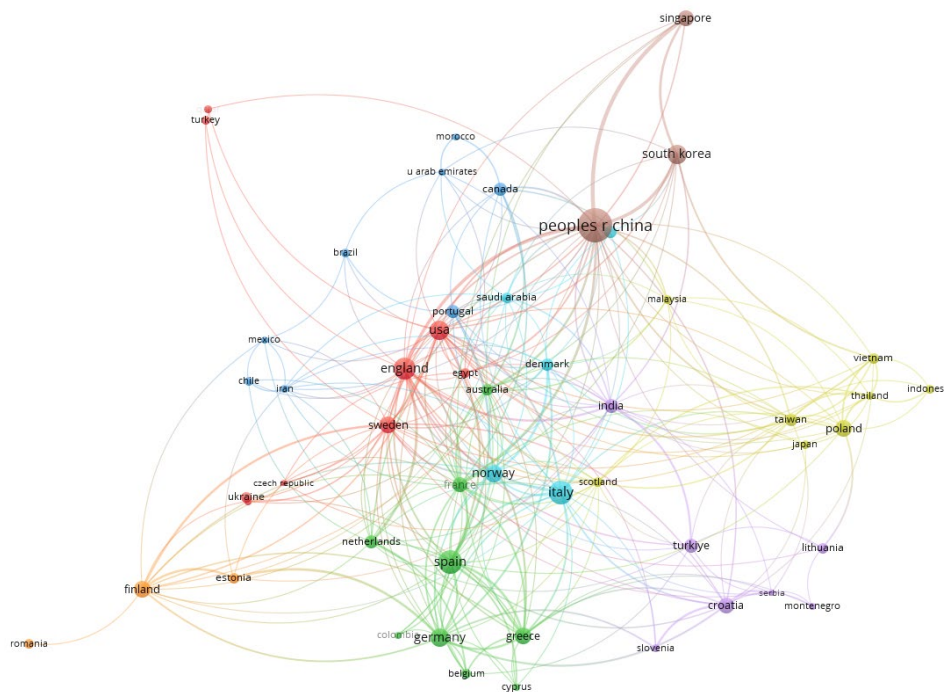 singapore
turkey
morocco
south korea
u arab emirates
canada
peoples r china
brazil
saudi arabia
malaysia
portugal
usa
mexico
vietnam
denmark
england
egypt
chile
iran
australia
thailand
indones
india
taiwan
sweden
poland
japan
norway
czech republic
france
scotland
italy
ukraine
netherlands
turkiye
lithuania
spain
estonia
finland
serbia
croatia
montenegro
colombia
germany
greece
romania
slovenia
belgium
cyprus